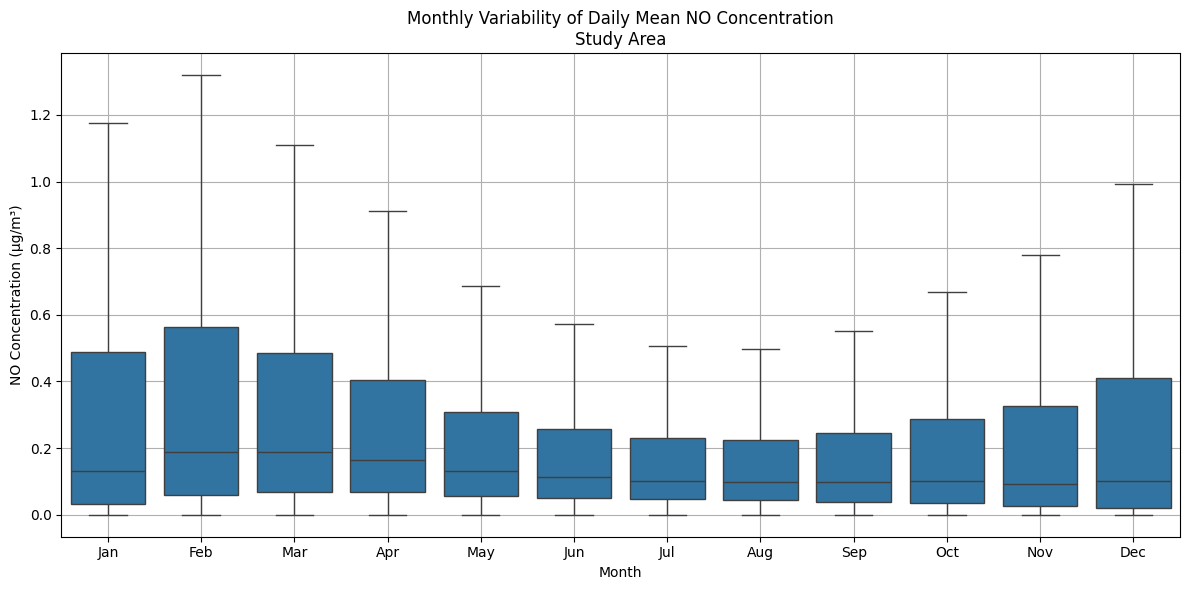 Monthly Variability of Daily Mean NO Concentration
Study Area
NO Concentration (µg/m³)
1.2
1.0
0.8
0.6
0.4
0.2
0.0
Jan Feb Mar Apr May Jun Jul Aug Sep Oct Nov Dec
Month